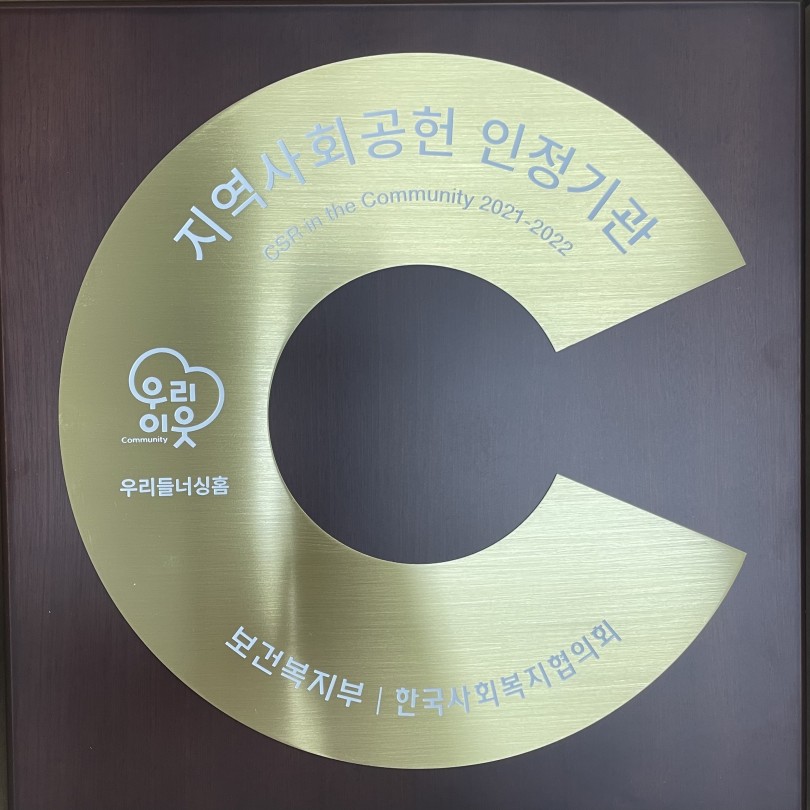 지역사회공헌 인정기관
CSR in the Community 2021-2022
우리
이웃
Community
우리들너싱홈
보건복지부 | 한국사회복지협의회